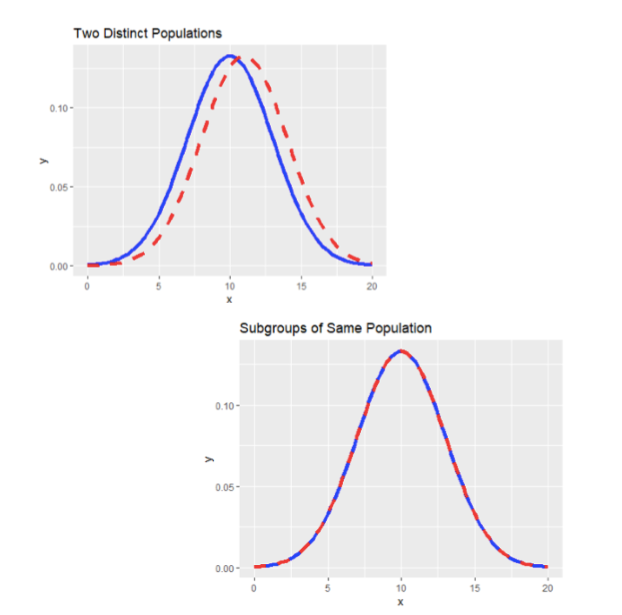 Two Distinct Populations
0.10
y
0.05
0.00
0 5 10 15 20
x
Subgroups of Same Population
0.10
y
0.05
0.00
0 5 10 15 20
x